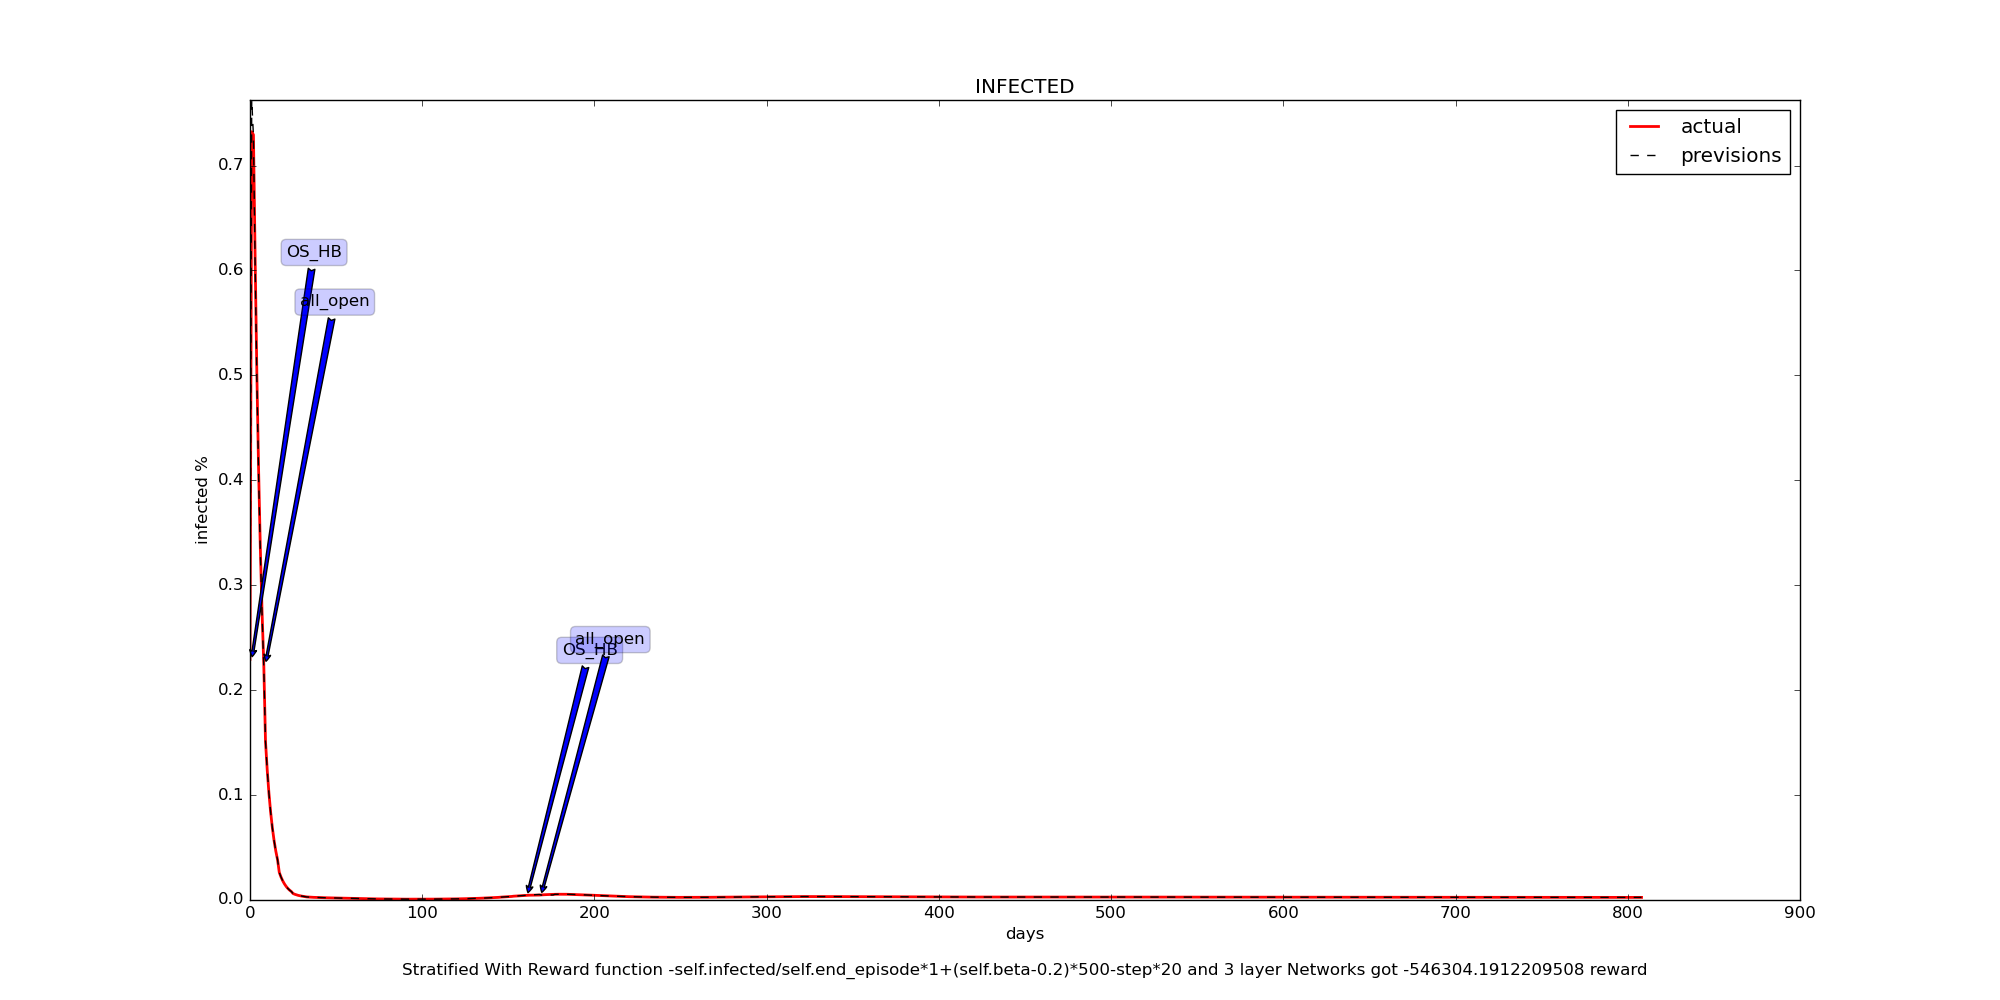 INFECTED
actual
previsions
0.7
0.6
0.5
0.4
0.3
0.2
0.1
0.0
infected %
OS_HB
all_open
all_open
OS_HB
0 100 200 300 400 500 600 700 800 900
days
Stratified With Reward function -self.infected/self.end_episode*1+(self.beta-0.2)*500-step*20 and 3 layer Networks got -546304.1912209508 reward